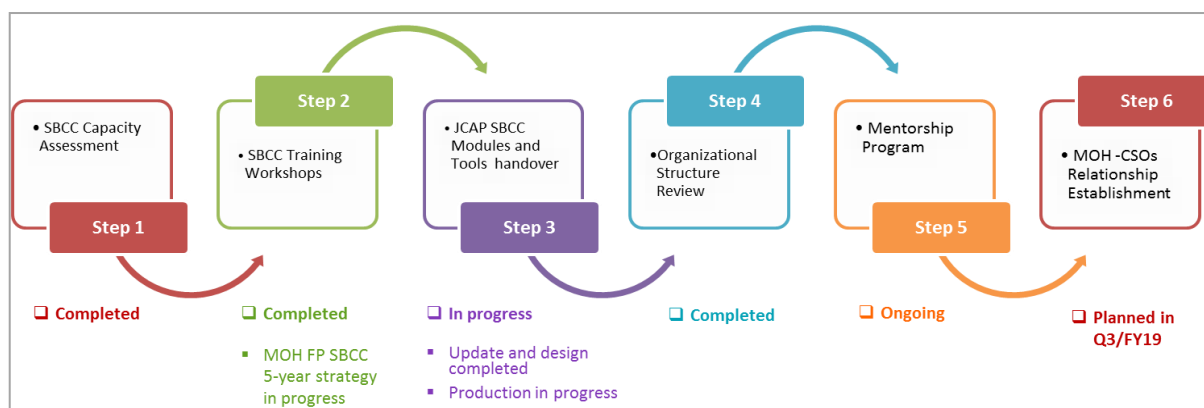 • SBCC Capacity
Assessment
Step 1
❑ Completed
Step 2
• SBCC Training
Workshops
❑ Completed
▪ MOH FP SBCC
5-year strategy
in progress
• JCAP SBCC
Modules and
Tools handover
Step 3
❑ In progress
▪ Update and design
completed
▪ Production in progress
Step 4
•Organizational
Structure
Review
❑ Completed
• Mentorship
Program
Step 5
❑ Ongoing
Step 6
• MOH -CSOs
Relationship
Establishment
❑ Planned in
Q3/FY19